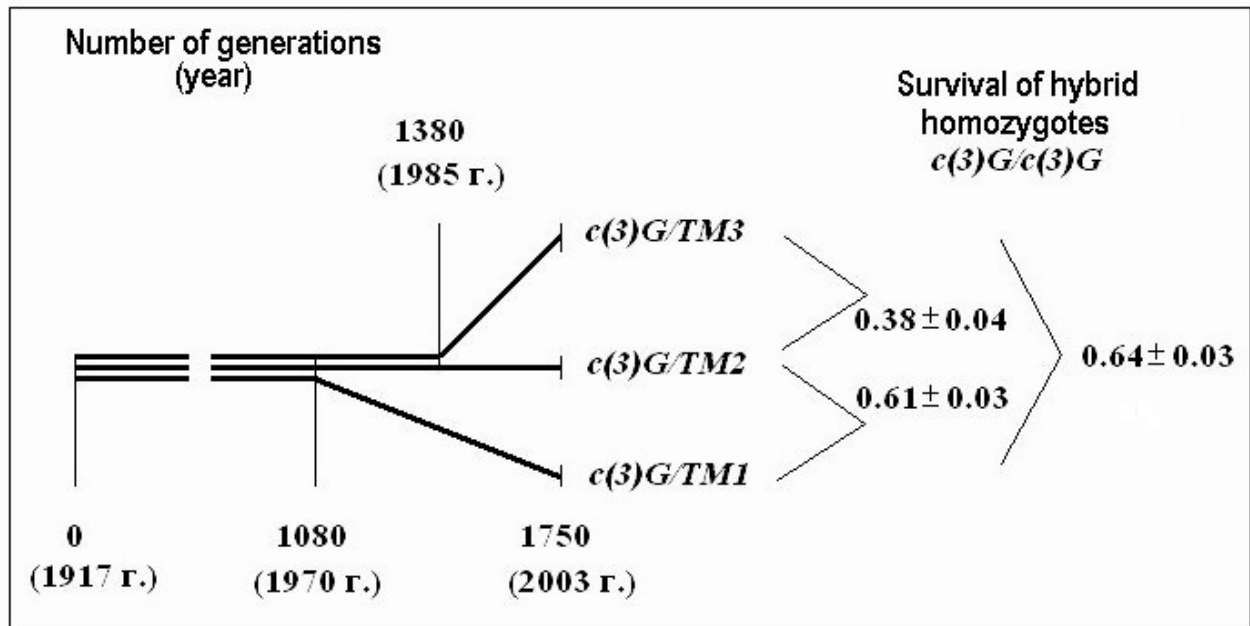 Number of generations
(year)
Survival of hybrid
homozygotes
c(3)G/c(3)G
1380
(1985 г.)
c(3)G/TM3
0.38±0.04
c(3)G/TM2
0.64±0.03
0.61±0.03
c(3)G/TM1
0
(1917 г.)
1080
(1970 г.)
1750
(2003 г.)